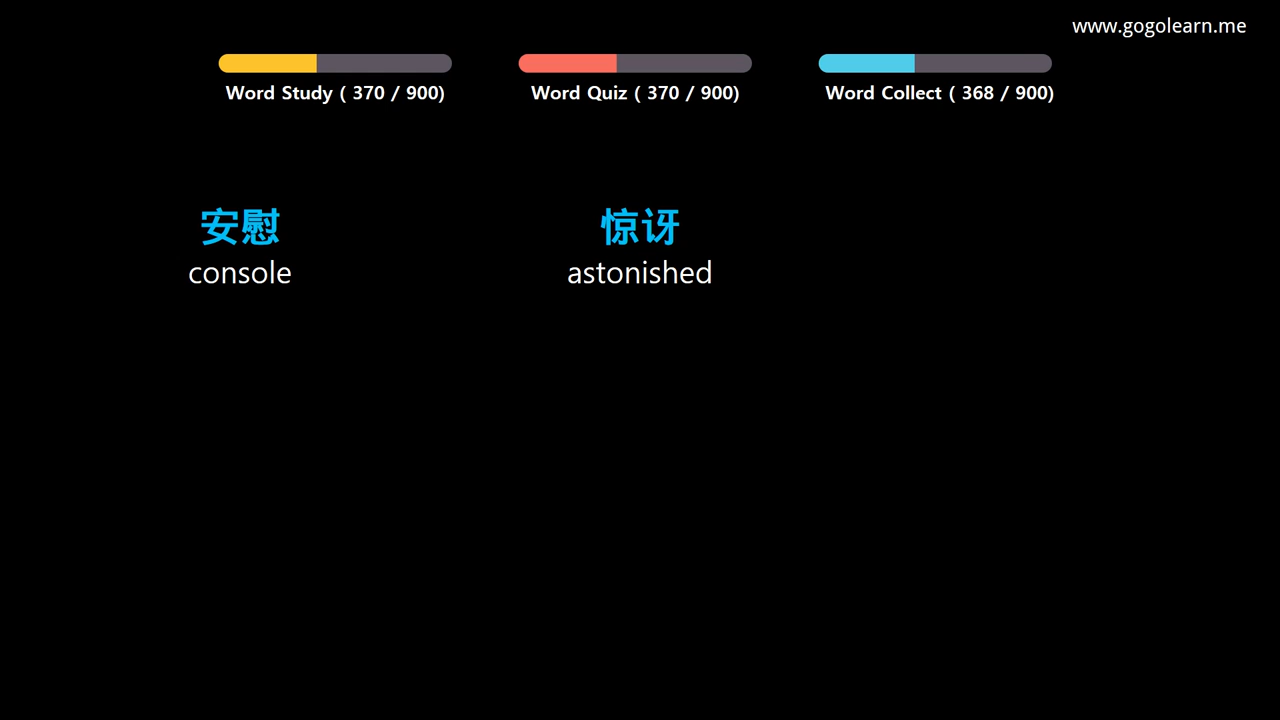 www.gogolearn.me
Word Study ( 370 / 900)
Word Quiz ( 370 / 900)
Word Collect ( 368 / 900)
安慰
console
惊讶
astonished